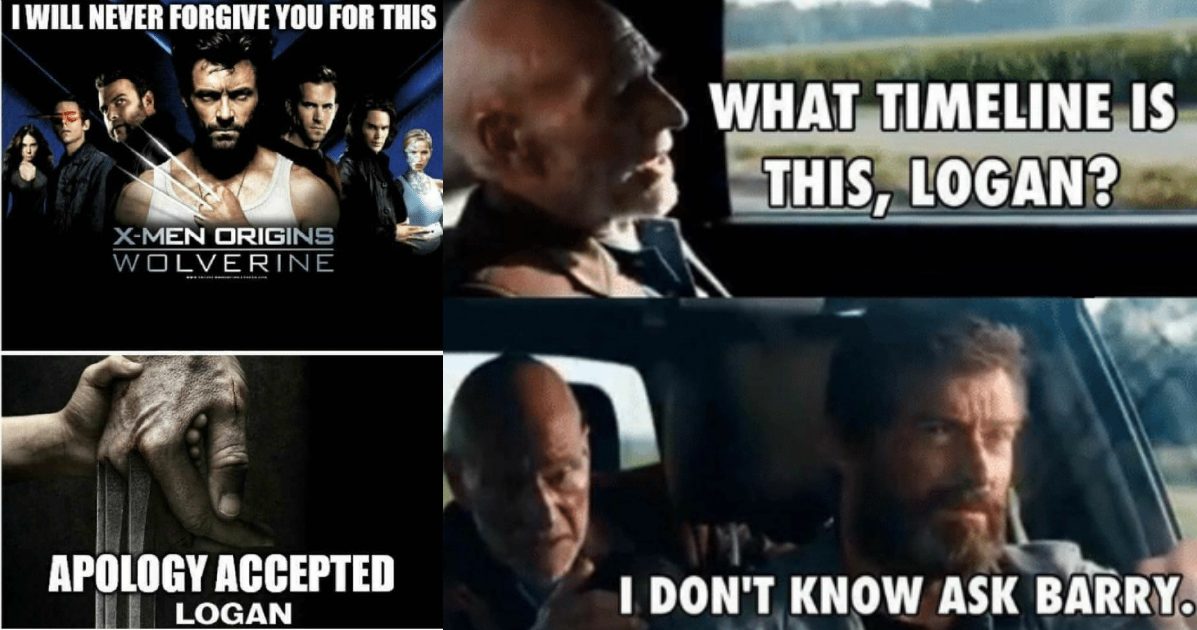 I WILL NEVER FORGIVE YOU FOR THIS
X-MEN ORIGINS
WOLVERINE
APOLOGY ACCEPTED
LOGAN
WHAT TIMELINE IS
THIS, LOGAN?
I DON'T KNOW ASK BARRY.